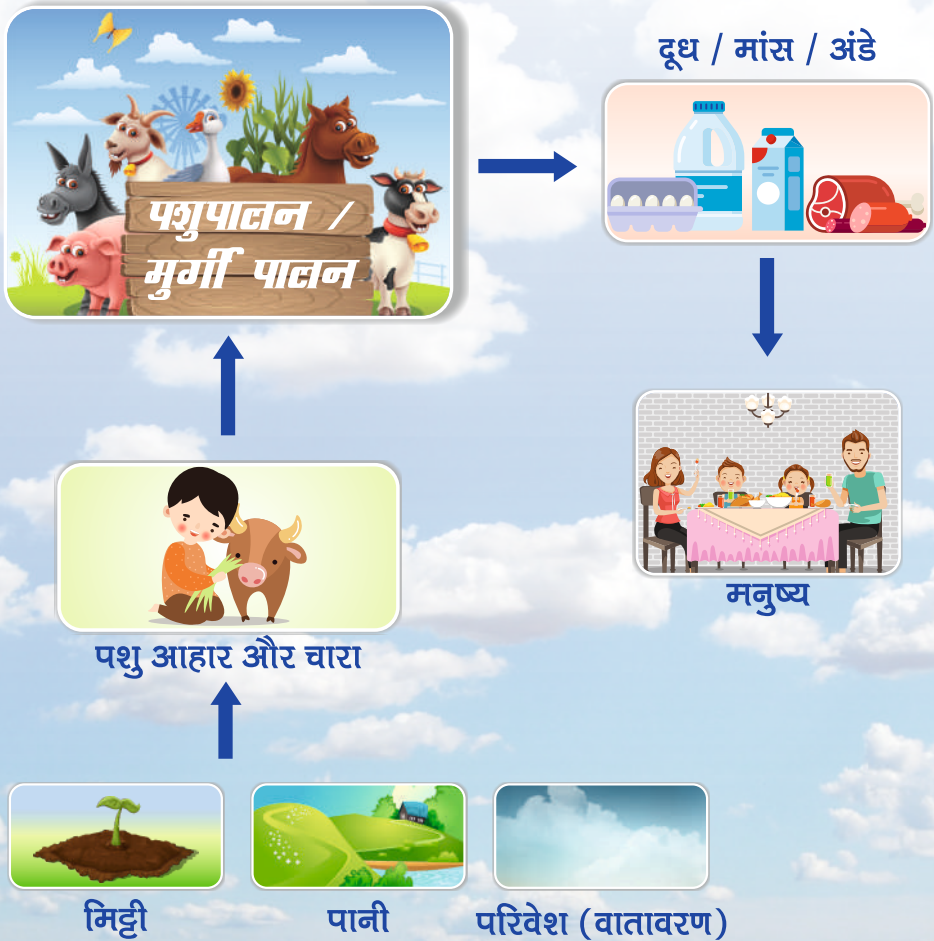 पशुपालन /
मुर्गी पालन
दूध / मांस / अंडे
मनुष्य
पशु आहार और चारा
मिट्टी
पानी
परिवेश (वातावरण)